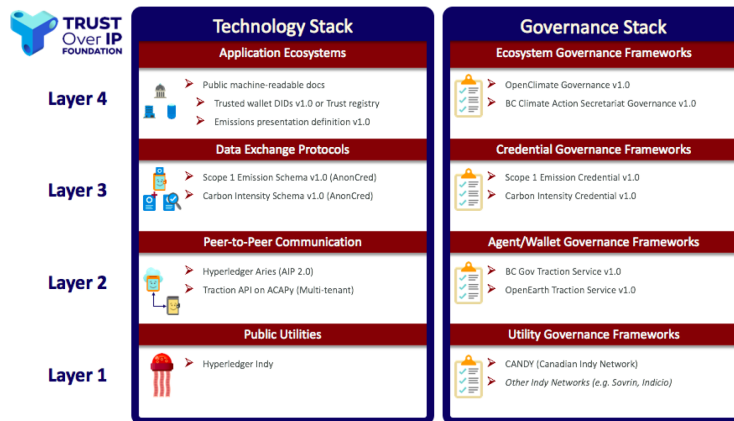 TRUST
Over IP
FOUNDATION
Technology Stack
Governance Stack
Layer 4
Application Ecosystems
Public machine-readable docs
Trusted wallet DIDs v1.0 or Trust registry
Emissions presentation definition v1.0
Ecosystem Governance Frameworks
OpenClimate Governance v1.0
BC Climate Action Secretariat Governance v1.0
Layer 3
Data Exchange Protocols
Scope 1 Emission Schema v1.0 (AnonCred)
Carbon Intensity Schema v1.0 (AnonCred)
Credential Governance Frameworks
Scope 1 Emission Credential v1.0
Carbon Intensity Credential v1.0
Layer 2
Peer-to-Peer Communication
Hyperledger Aries (AIP 2.0)
Traction API on ACAPy (Multi-tenant)
Agent/Wallet Governance Frameworks
BC Gov Traction Service v1.0
OpenEarth Traction Service v1.0
Layer 1
Public Utilities
Hyperledger Indy
Utility Governance Frameworks
CANDY (Canadian Indy Network)
Other Indy Networks (e.g. Sovrin, Indicio)